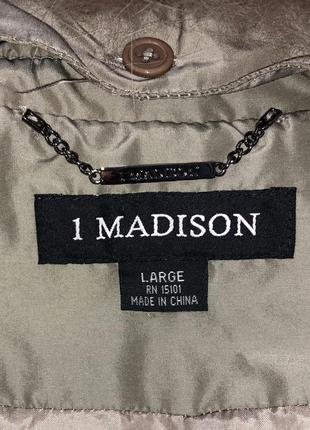 1 MADISON
LARGE
RN 15101
MADE IN CHINA